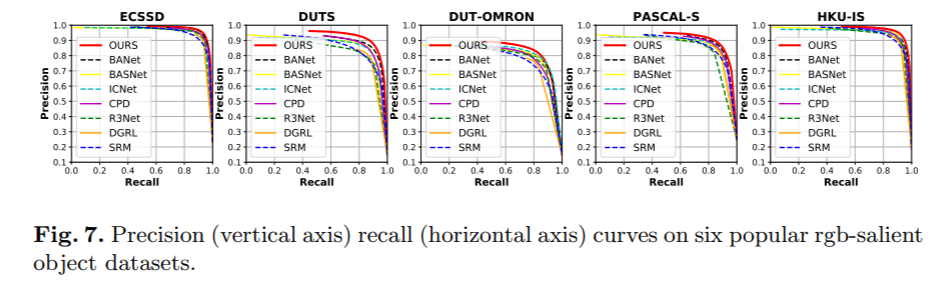 ECSSD DUTS DUT-OMRON PASCAL-S HKU-IS
1.0 1.0 1.0 1.0 1.0
0.9 0.9 0.9 0.9 0.9
0.8 0.8 0.8 0.8 0.8
0.7 0.7 0.7 0.7 0.7
0.6 0.6 0.6 0.6 0.6
0.5 0.5 0.5 0.5 0.5
0.4 0.4 0.4 0.4 0.4
0.3 0.3 0.3 0.3 0.3
0.2 0.2 0.2 0.2 0.2
0.1 0.1 0.1 0.1 0.1
Precision Precision Precision Precision Precision
OURS OURS OURS OURS OURS
BANet BANet BANet BANet BANet
BASNet BASNet BASNet BASNet BASNet
ICNet ICNet ICNet ICNet ICNet
CPD CPD CPD CPD CPD
R3Net R3Net R3Net R3Net R3Net
DGRL DGRL DGRL DGRL DGRL
SRM SRM SRM SRM SRM
0.0 0.2 0.4 0.6 0.8 1.0 0.0 0.2 0.4 0.6 0.8 1.0 0.0 0.2 0.4 0.6 0.8 1.0 0.0 0.2 0.4 0.6 0.8 1.0 0.0 0.2 0.4 0.6 0.8 1.0
Recall Recall Recall Recall Recall
Fig. 7. Precision (vertical axis) recall (horizontal axis) curves on six popular rgb-salient
object datasets.